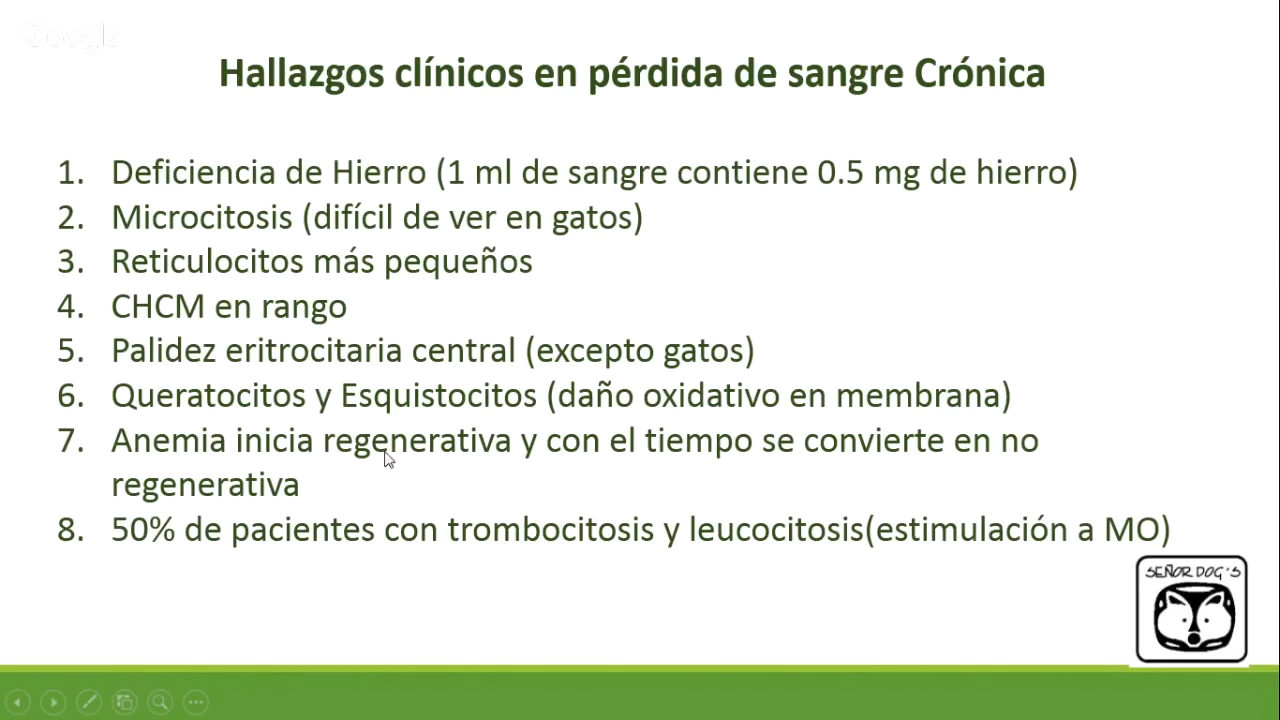 Hallazgos clínicos en pérdida de sangre Crónica
1. Deficiencia de Hierro (1 ml de sangre contiene 0.5 mg de hierro)
2. Microcitosis (difícil de ver en gatos)
3. Reticulocitos más pequeños
4. CHCM en rango
5. Palidez eritrocitaria central (excepto gatos)
6. Queratocitos y Esquistocitos (daño oxidativo en membrana)
7. Anemia inicia regenerativa y con el tiempo se convierte en no
regenerativa
8. 50% de pacientes con trombocitosis y leucocitosis(estimulación a MO)
SEÑOR DOG'S